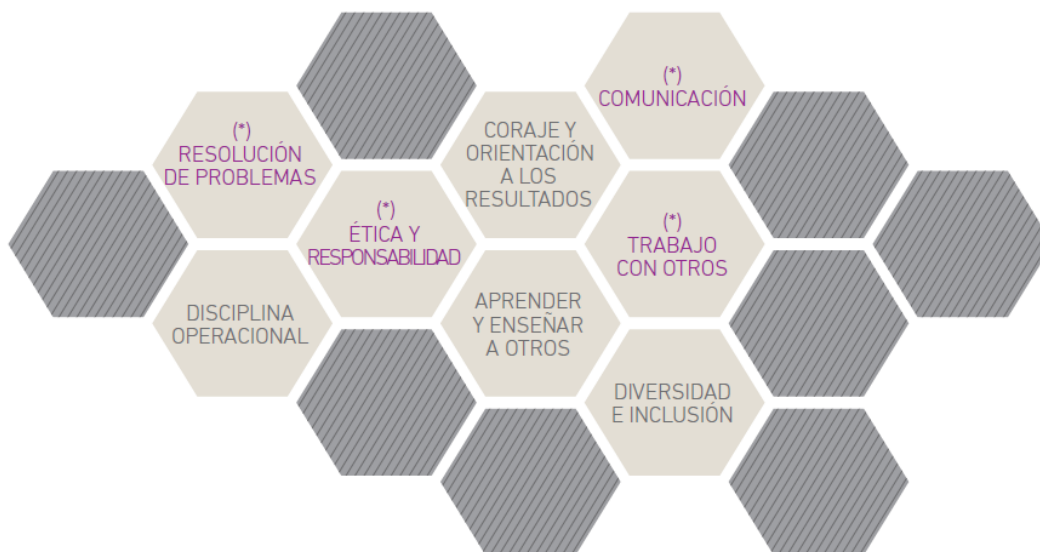 (*)
RESOLUCIÓN
DE PROBLEMAS
(*)
ÉTICA Y
RESPONSABILIDAD
DISCIPLINA
OPERACIONAL
CORAJE Y
ORIENTACIÓN
A LOS
RESULTADOS
APRENDER
Y ENSEÑAR
A OTROS
(*)
COMUNICACIÓN
(*)
TRABAJO
CON OTROS
DIVERSIDAD
E INCLUSIÓN